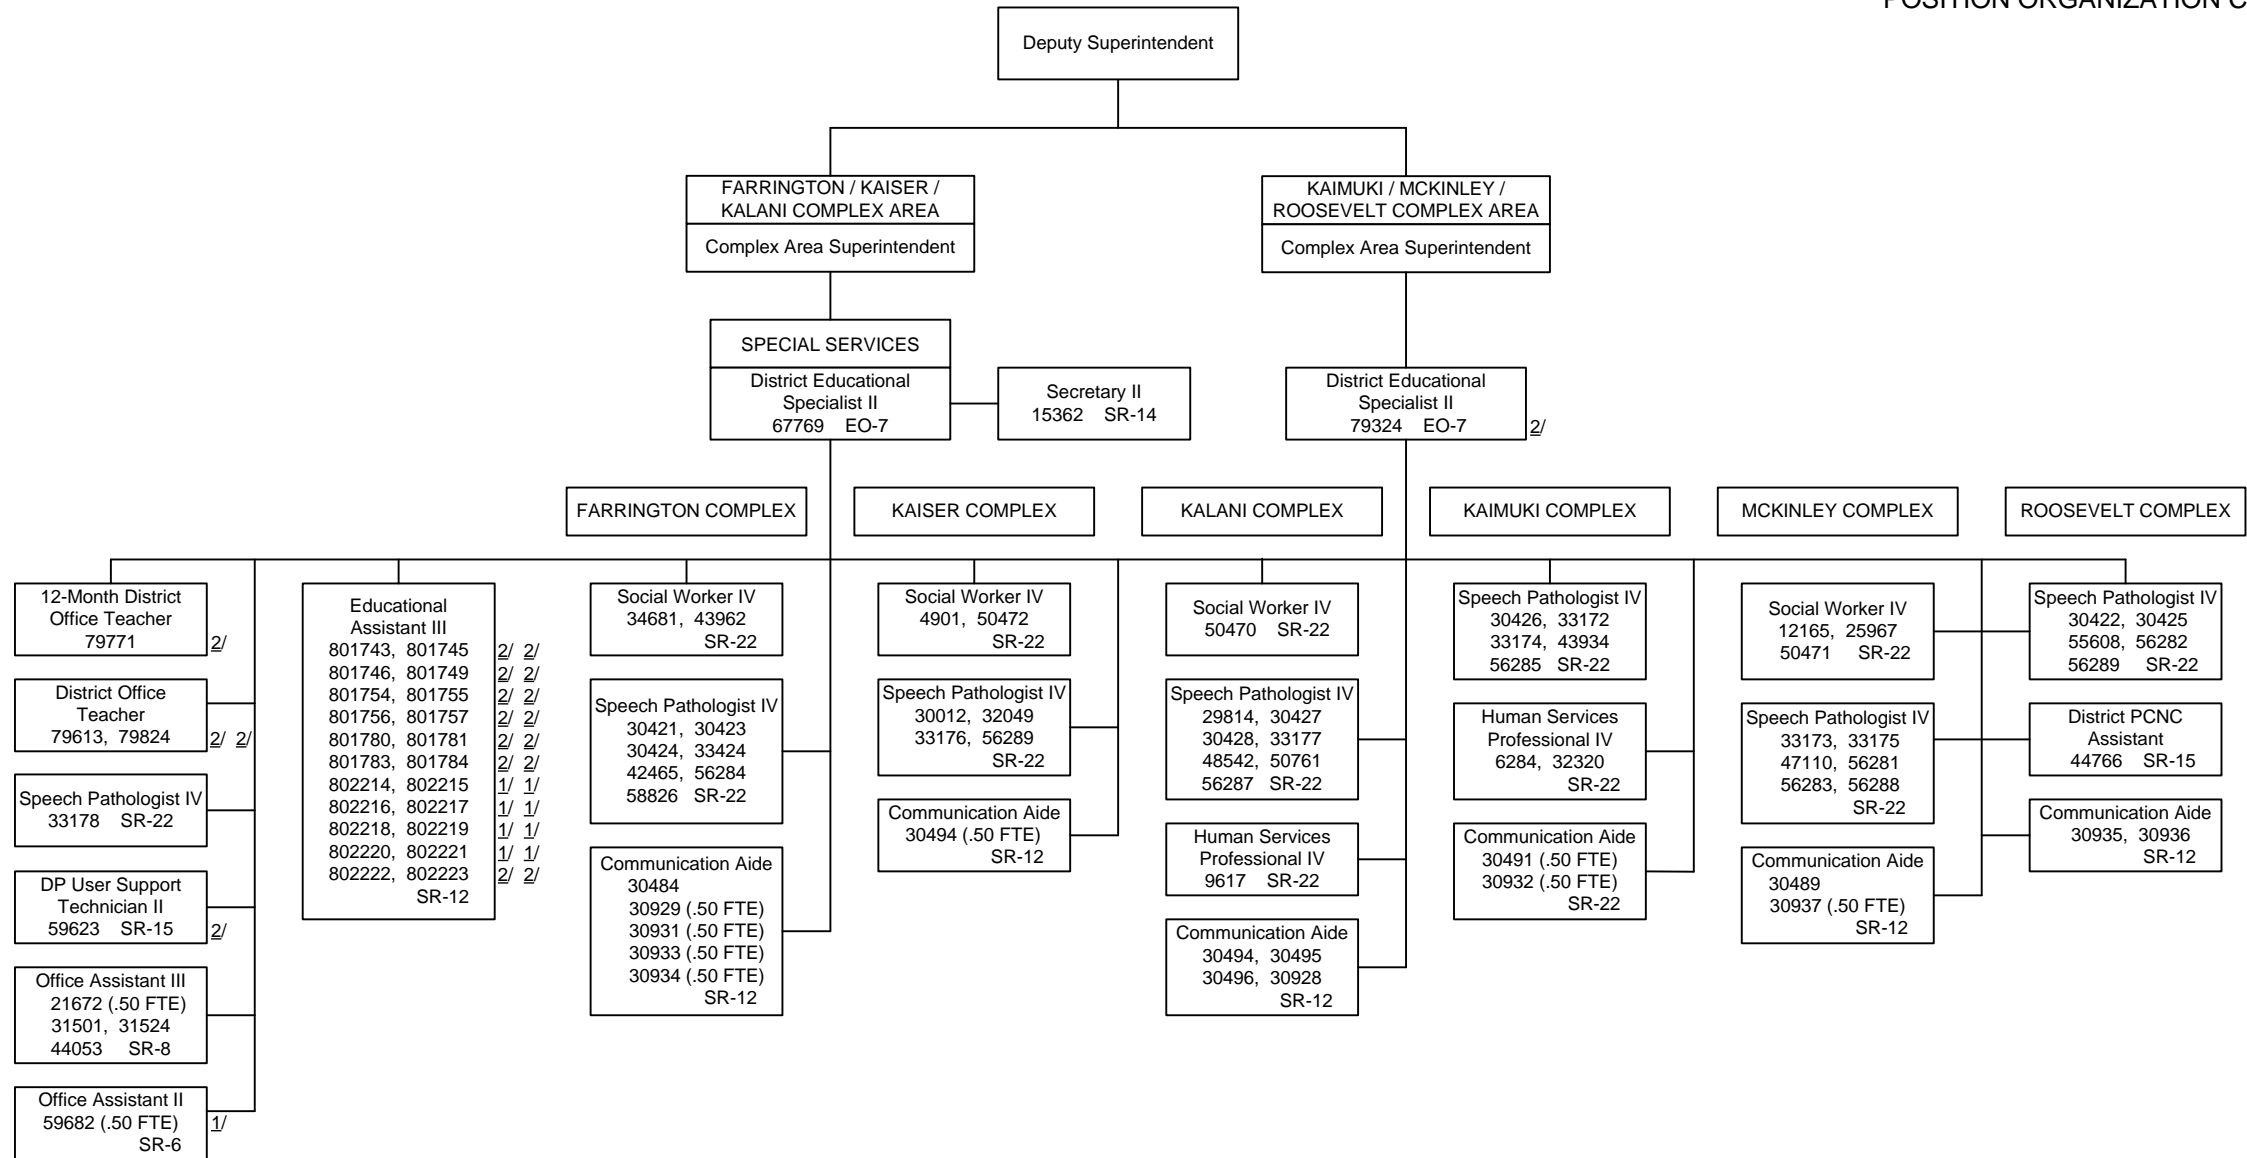 POSITION ORGANIZATION C
Deputy Superintendent
FARRINGTON / KAISER /
KALANI COMPLEX AREA
Complex Area Superintendent
KAIMUKI / MCKINLEY /
ROOSEVELT COMPLEX AREA
Complex Area Superintendent
SPECIAL SERVICES
District Educational
Specialist II
67769 EO-7
Secretary II
15362 SR-14
District Educational
Specialist II
79324 EO-7
2/
FARRINGTON COMPLEX
KAISER COMPLEX
KALANI COMPLEX
KAIMUKI COMPLEX
MCKINLEY COMPLEX
ROOSEVELT COMPLEX
12-Month District
Office Teacher
79771
2/
District Office
Teacher
79613, 79824
2/ 2/
Speech Pathologist IV
33178 SR-22
DP User Support
Technician II
59623 SR-15
2/
Office Assistant III
21672 (.50 FTE)
31501, 31524
44053 SR-8
Office Assistant II
59682 (.50 FTE)
1/
SR-6
Educational
Assistant III
801743, 801745 2/ 2/
801746, 801749 2/ 2/
801754, 801755 2/ 2/
801756, 801757 2/ 2/
801780, 801781 2/ 2/
801783, 801784 2/ 2/
802214, 802215 1/ 1/
802216, 802217 1/ 1/
802218, 802219 1/ 1/
802220, 802221 1/ 1/
802222, 802223 2/ 2/
SR-12
Social Worker IV
34681, 43962
SR-22
Speech Pathologist IV
30421, 30423
30424, 33424
42465, 56284
58826 SR-22
Communication Aide
30484
30929 (.50 FTE)
30931 (.50 FTE)
30933 (.50 FTE)
30934 (.50 FTE)
SR-12
Social Worker IV
4901, 50472
SR-22
Speech Pathologist IV
30012, 32049
33176, 56289
SR-22
Communication Aide
30494 (.50 FTE)
SR-12
Social Worker IV
50470 SR-22
Speech Pathologist IV
29814, 30427
30428, 33177
48542, 50761
56287 SR-22
Human Services
Professional IV
9617 SR-22
Communication Aide
30494, 30495
30496, 30928
SR-12
Speech Pathologist IV
30426, 33172
33174, 43934
56285 SR-22
Human Services
Professional IV
6284, 32320
SR-22
Communication Aide
30491 (.50 FTE)
30932 (.50 FTE)
SR-22
Social Worker IV
12165, 25967
50471 SR-22
Speech Pathologist IV
33173, 33175
47110, 56281
56283, 56288
SR-22
Communication Aide
30489
30937 (.50 FTE)
SR-12
Speech Pathologist IV
30422, 30425
55608, 56282
56289 SR-22
District PCNC
Assistant
44766 SR-15
Communication Aide
30935, 30936
SR-12